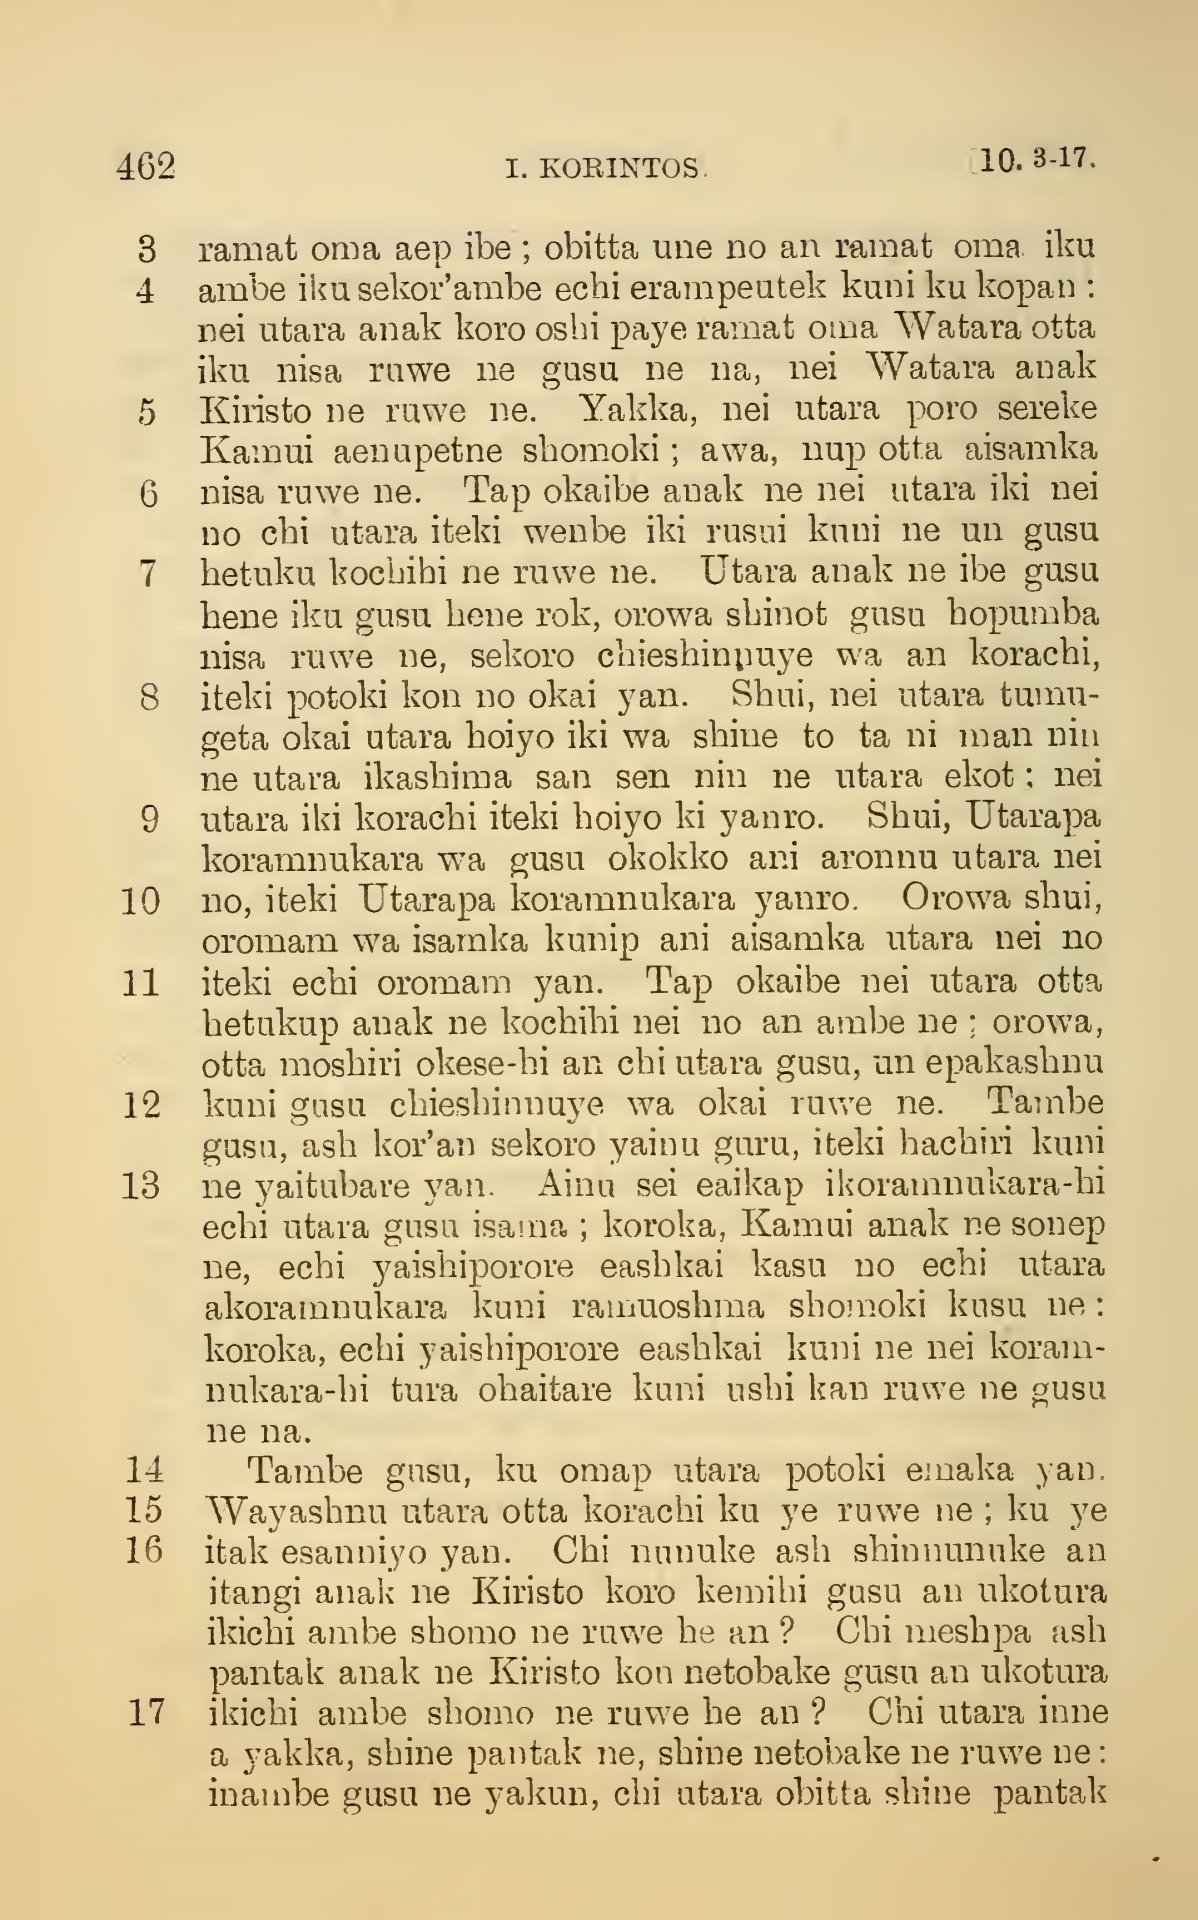 462 I. KORINTOS. 10. 3-17.
3 ramat oma aep ibe ; obitta une no an ramat oma iku
4 ambe iku sekor'ambe echi erampeutek kuni ku kopan :
nei utara anak koro oshi paye ramat oma Watara otta
iku nisa ruwe ne gusu ne na, nei Watara anak
5 Kiristo ne ruwe ne. Yakka, nei utara poro sereke
Kamui aenupetne shomoki ; awa, nup otta aisamka
6 nisa ruwe ne. Tap okaibe anak ne nei utara iki nei
no chi utara iteki wenbe iki rusui kuni ne un gusu
7 hetuku kochihi ne ruwe ne. Utara anak ne ibe gusu
hene iku gusu hene rok, orowa shinot gusu hopumba
nisa ruwe ne, sekoro chieshinnuye wa an korachi,
8 iteki potoki kon no okai yan. Shui, nei utara tumu-
geta okai utara hoiyo iki wa shine to ta ni man nin
ne utara ikashima san sen nin ne utara ekot ; nei
9 utara iki korachi iteki hoiyo ki yanro. Shui, Utarapa
koramnukara wa gusu okokko ani aronnu utara nei
10 no, iteki Utarapa koramnukara yanro. Orowa shui,
oromam wa isamka kunip ani aisamka utara nei no
11 iteki echi oromam yan. Tap okaibe nei utara otta
hetukup anak ne kochihi nei no an ambe ne ; orowa,
otta moshiri okese-hi an chi utara gusu, un epakashnu
12 kuni gusu chieshinnuye wa okai ruwe ne. Tambe
gusu, ash kor'an sekoro yainu guru, iteki hachiri kuni
13 ne yaitubare yan. Ainu sei eaikap ikoramnukara-hi
echi utara gusu isama ; koroka, Kamui anak ne sonep
ne, echi yaishiporore eashkai kasu no echi utara
akoramnukara kuni ramuoshma shomoki kusu ne :
koroka, echi yaishiporore eashkai kuni ne nei koram-
nukara-hi tura ohaitare kuni ushi kan ruwe ne gusu
ne na.
14 Tambe gusu, ku omap utara potoki emaka yan.
15 Wayashnu utara otta korachi ku ye ruwe ne ; ku ye
16 itak esanniyo yan. Chi nunuke ash shinnunuke an
itangi anak ne Kiristo koro kemihi gusu an ukotura
ikichi ambe shomo ne ruwe he an ? Chi meshpa ash
pantak anak ne Kiristo kon netobake gusu an ukotura
17 ikichi ambe shomo ne ruwe he an ? Chi utara inne
a yakka, shine pantak ne, shine netobake ne ruwe ne :
inambe gusu ne yakun, chi utara obitta shine pantak